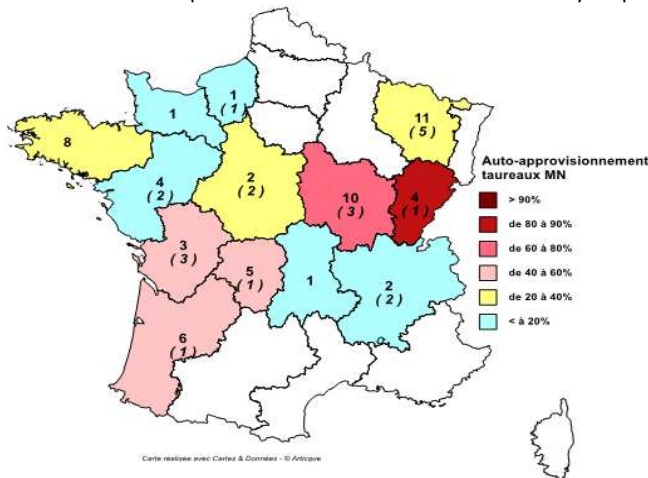 1
( 1 )
1
11
( 5 )
8
4
( 2 )
2
( 2 )
10
( 3 )
4
( 1 )
3
( 3 )
5
( 1 )
1
2
( 2 )
6
( 1 )
Auto-approvisionnement
taureaux MN
> 90%
de 80 à 90%
de 60 à 80%
de 40 à 60%
de 20 à 40%
< à 20%
Carte réalisée avec Cartes & Données - © Articque